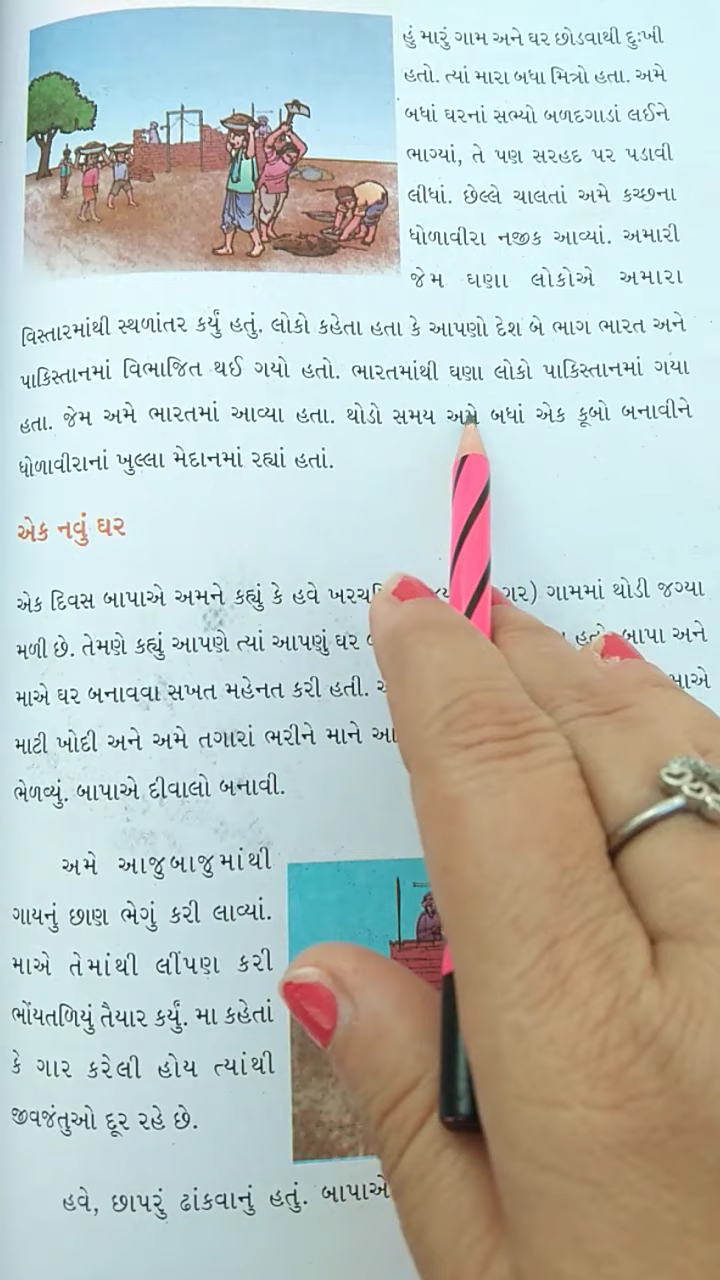 હું મારું ગામ અને ઘર છોડવાથી દુઃખી
હતો. ત્યાં મારા બધા મિત્રો હતા. અમે
બધાં ઘરનાં સભ્યો બળદગાડાં લઈને
ભાગ્યાં, તે પણ સરહદ પર પડાવી
લીધાં. છેલ્લે ચાલતાં અમે કચ્છના
ધોળાવીરા નજીક આવ્યાં. અમારી
જેમ ઘણા લોકોએ અમારા
વિસ્તારમાંથી સ્થળાંતર કર્યું હતું. લોકો કહેતા હતા કે આપણો દેશ બે ભાગ ભારત અને
પાકિસ્તાનમાં વિભાજિત થઈ ગયો હતો. ભારતમાંથી ઘણા લોકો પાકિસ્તાનમાં ગયા
હતા. જેમ અમે ભારતમાં આવ્યા હતા. થોડો સમય અમે બધાં એક કૂબો બનાવીને
ધોળાવીરાનાં ખુલ્લા મેદાનમાં રહ્યાં હતાં.
એક નવું ઘર
એક દિવસ બાપાએ અમને કહ્યું કે હવે ગામમાં થોડી જગ્યા
મળી છે. તેમણે કહ્યું આપણે ત્યાં આપણું ઘર બાપા અને
માએ ઘર બનાવવા સખત મહેનત કરી હતી.
માટી ખોદી અને અમે તગારાં ભરીને માને
ભેળવ્યું. બાપાએ દીવાલો બનાવી.
અમે આજુબાજુમાંથી
ગાયનું છાણ ભેગું કરી લાવ્યાં.
માએ તેમાંથી લીંપણ કરી
ભોંયતળિયું તૈયાર કર્યું. મા કહેતાં
કે ગાર કરેલી હોય ત્યાંથી
જીવજંતુઓ દૂર રહે છે.
હવે, છાપરું ઢાંકવાનું હતું. બાપાએ